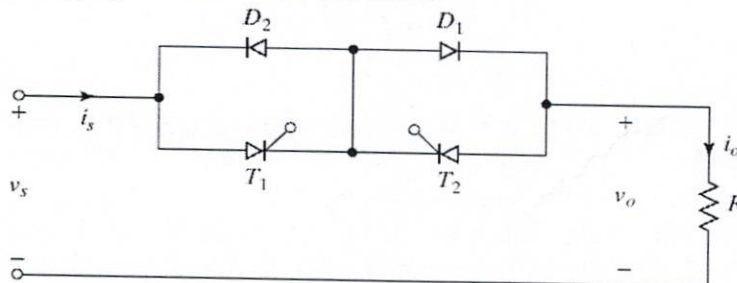 D₂ D₁
+ iₛ + iₒ
T₁ T₂
vₛ vₒ R
− −